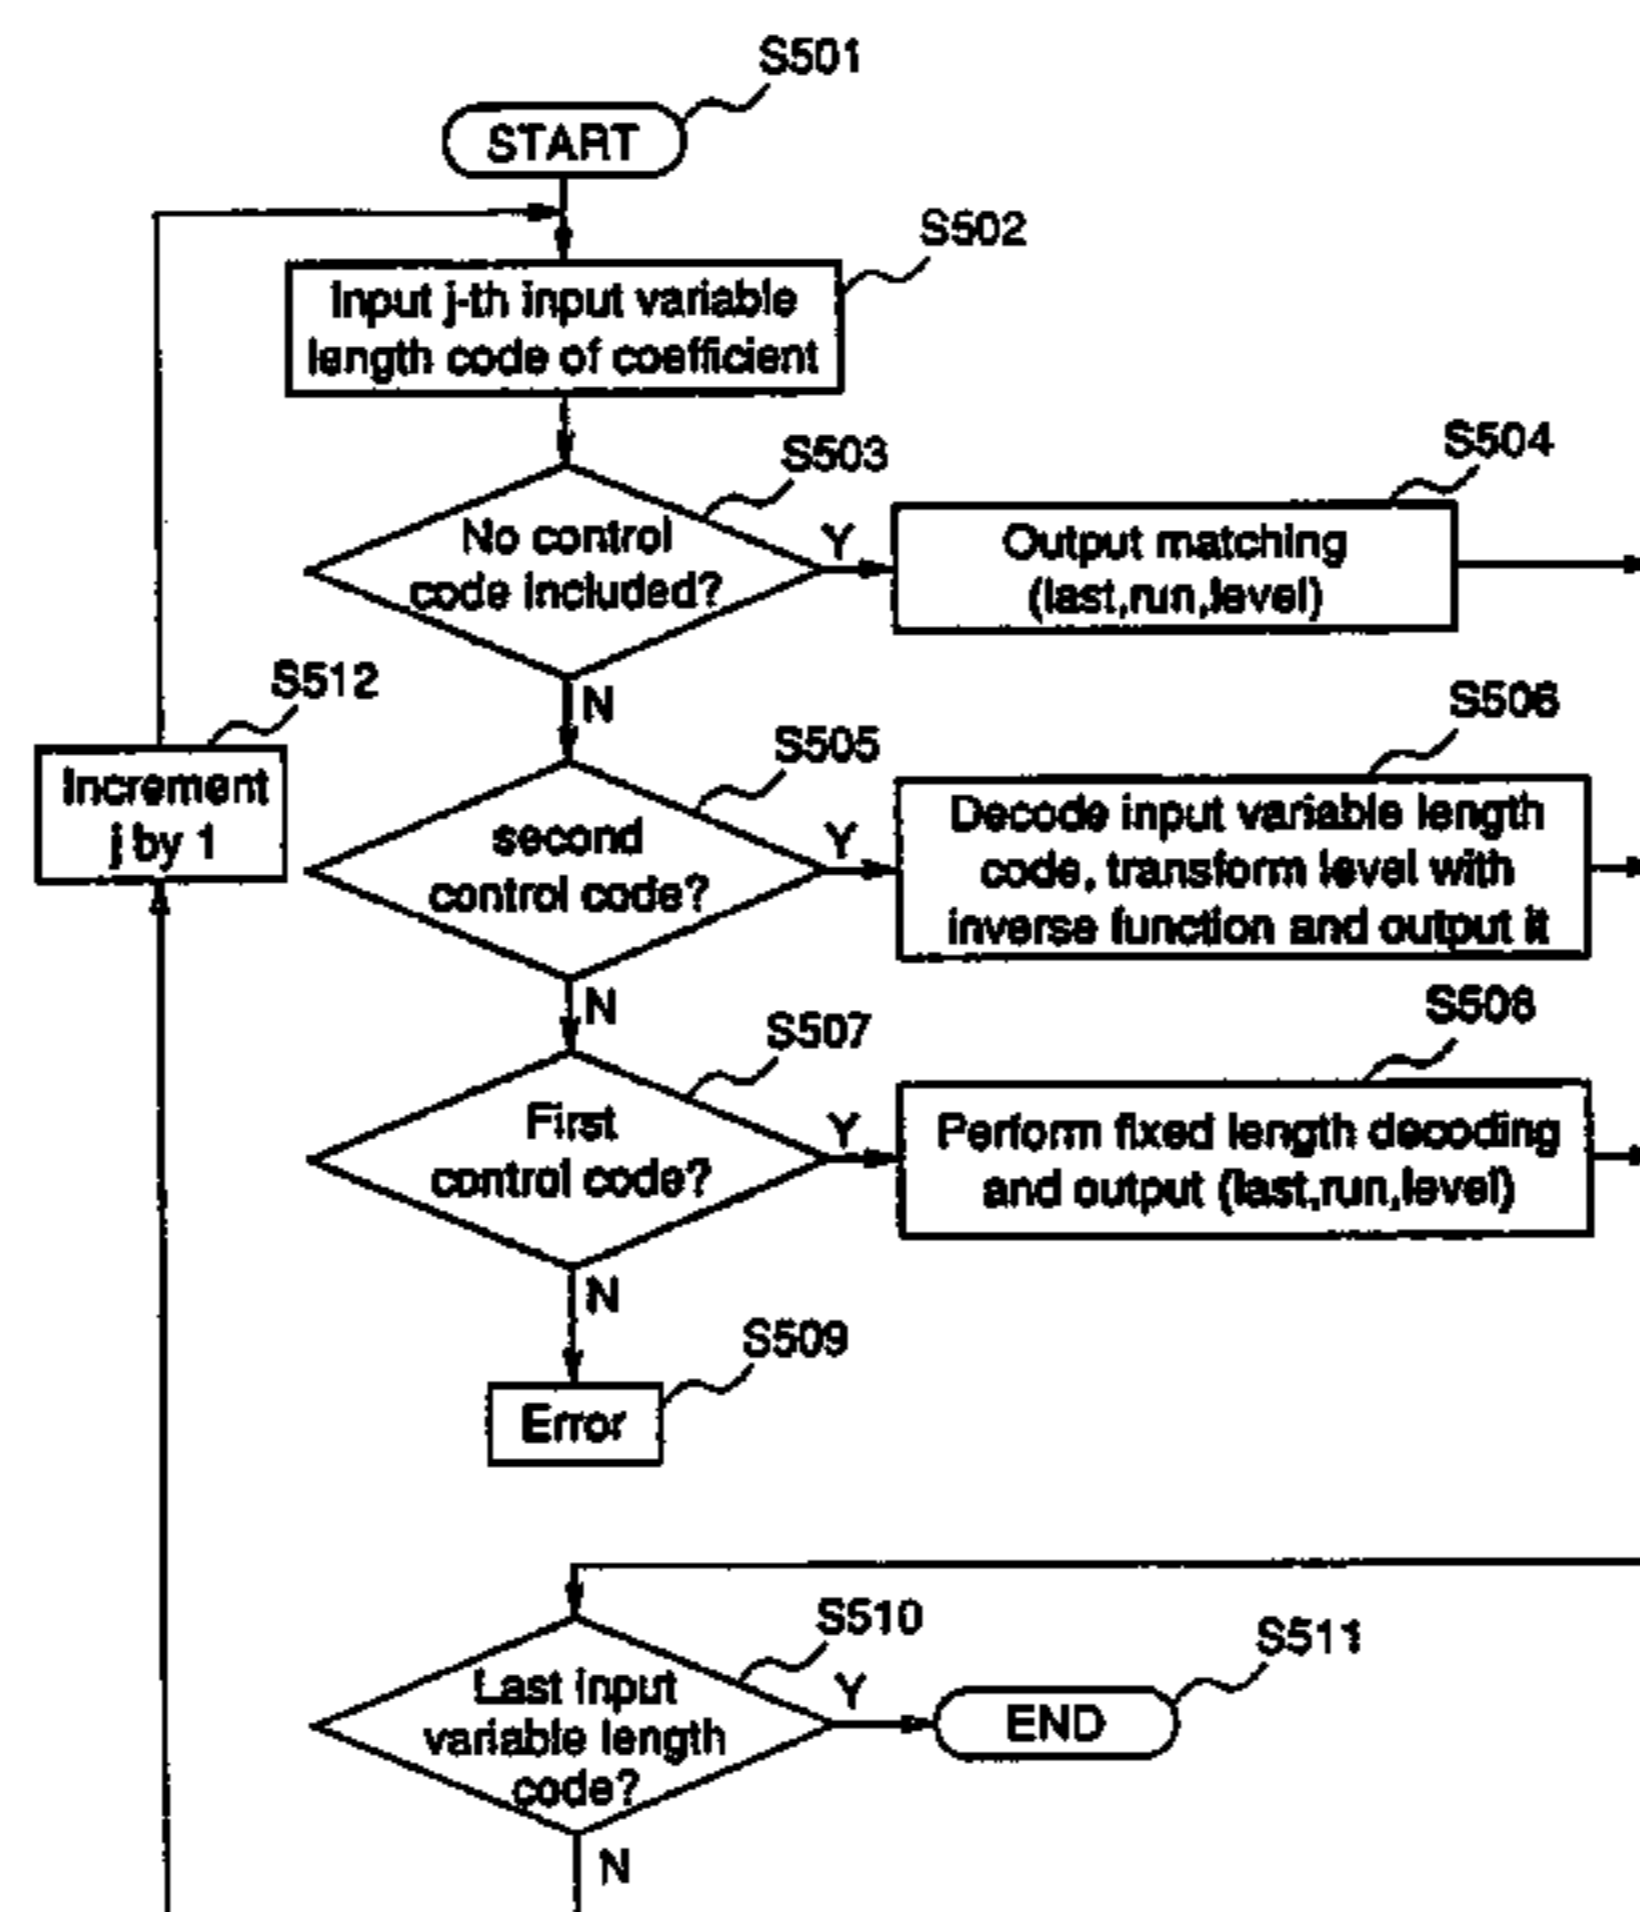 S501
START
S502
Input j-th input variable
length code of coefficient
S503
No control
code included?
Y
S504
Output matching
(last,run,level)
N
S512
Increment
j by 1
S505
second
control code?
Y
S506
Decode input variable length
code, transform level with
inverse function and output it
N
S507
First
control code?
Y
S508
Perform fixed length decoding
and output (last,run,level)
N
S509
Error
S510
Last input
variable length
code?
Y
S511
END
N